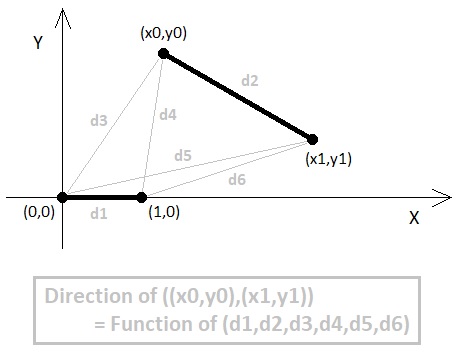 Y
(x0,y0)
d2
d3
d4
d5
(x1,y1)
d6
(0,0)
d1
(1,0)
X
Direction of ((x0,y0),(x1,y1))
= Function of (d1,d2,d3,d4,d5,d6)